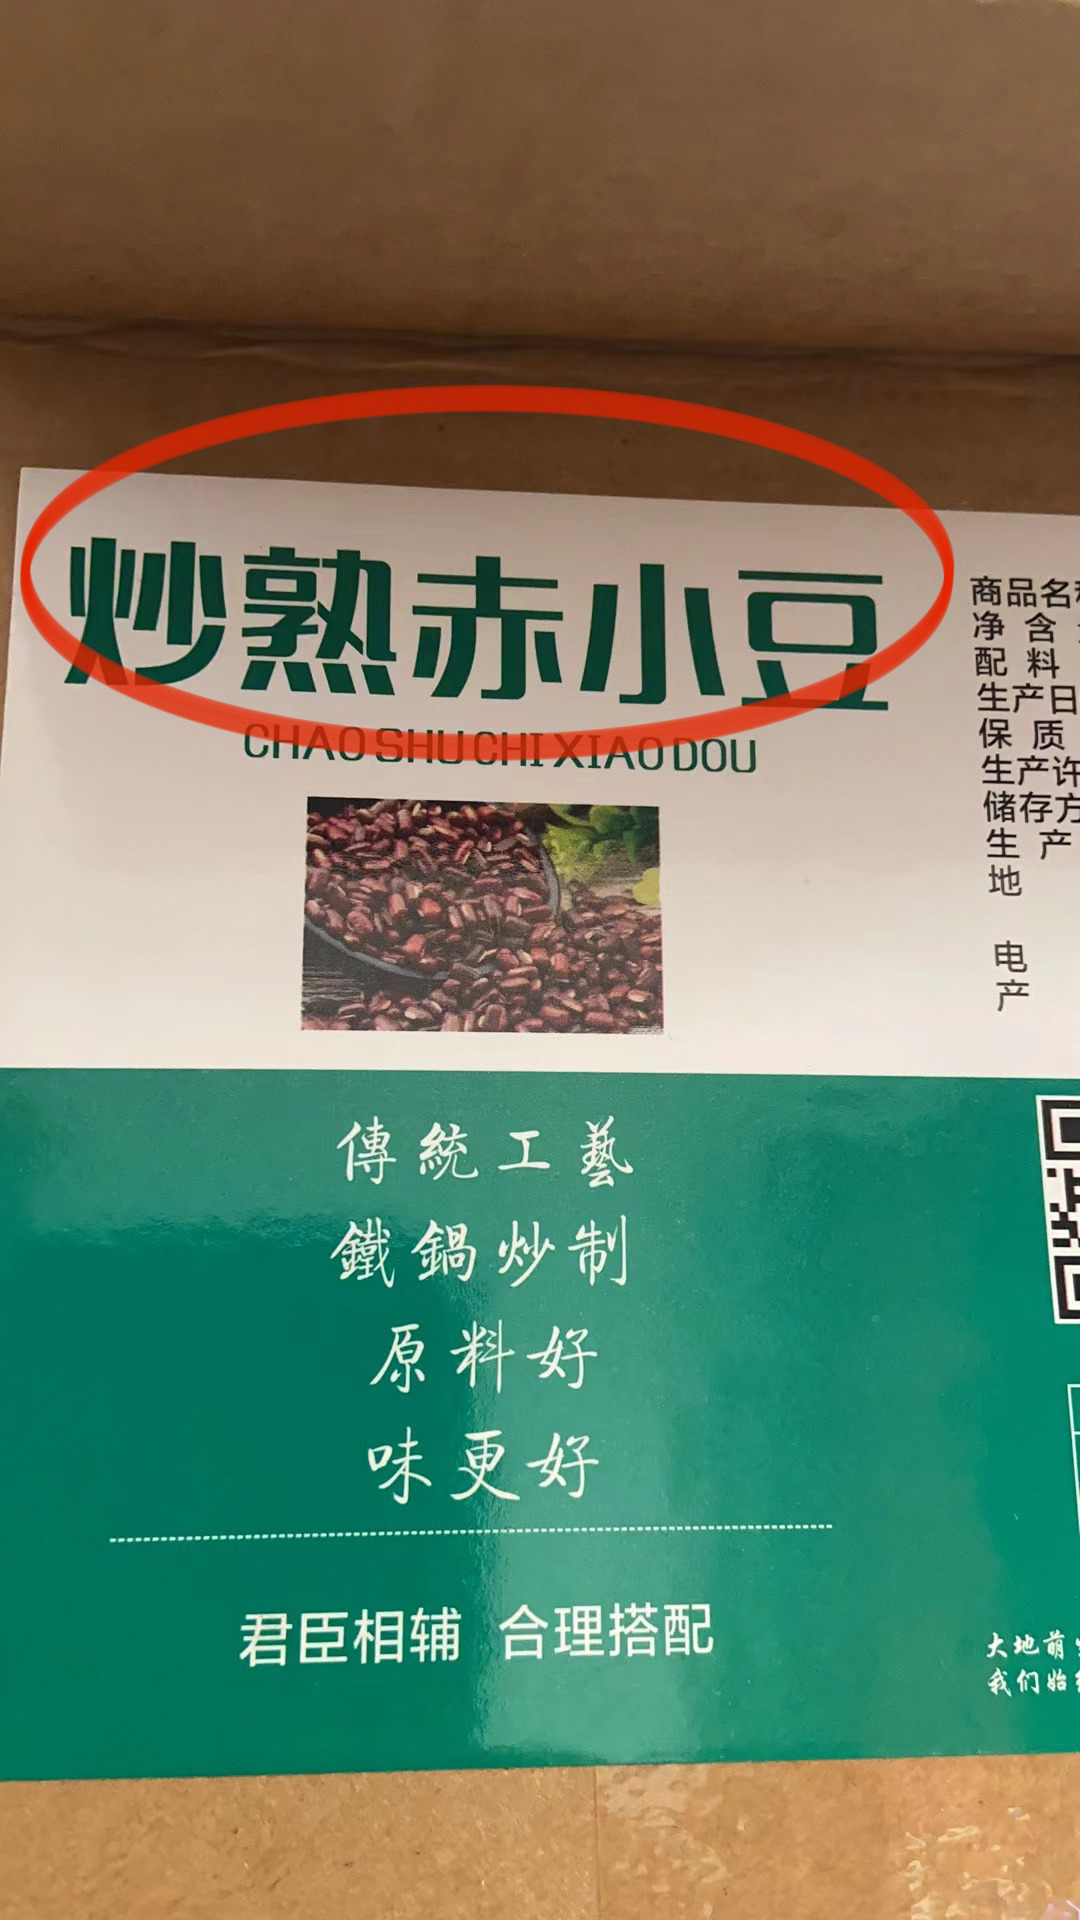 炒熟赤小豆
CHAO SHU CHI XIAO DOU
商品名称
净含
配料
生产日
保质
生产许
储存方
生产
地
电
产
傳統工藝
鐵鍋炒制
原料好
味更好
君臣相辅 合理搭配
大地萌
我们始